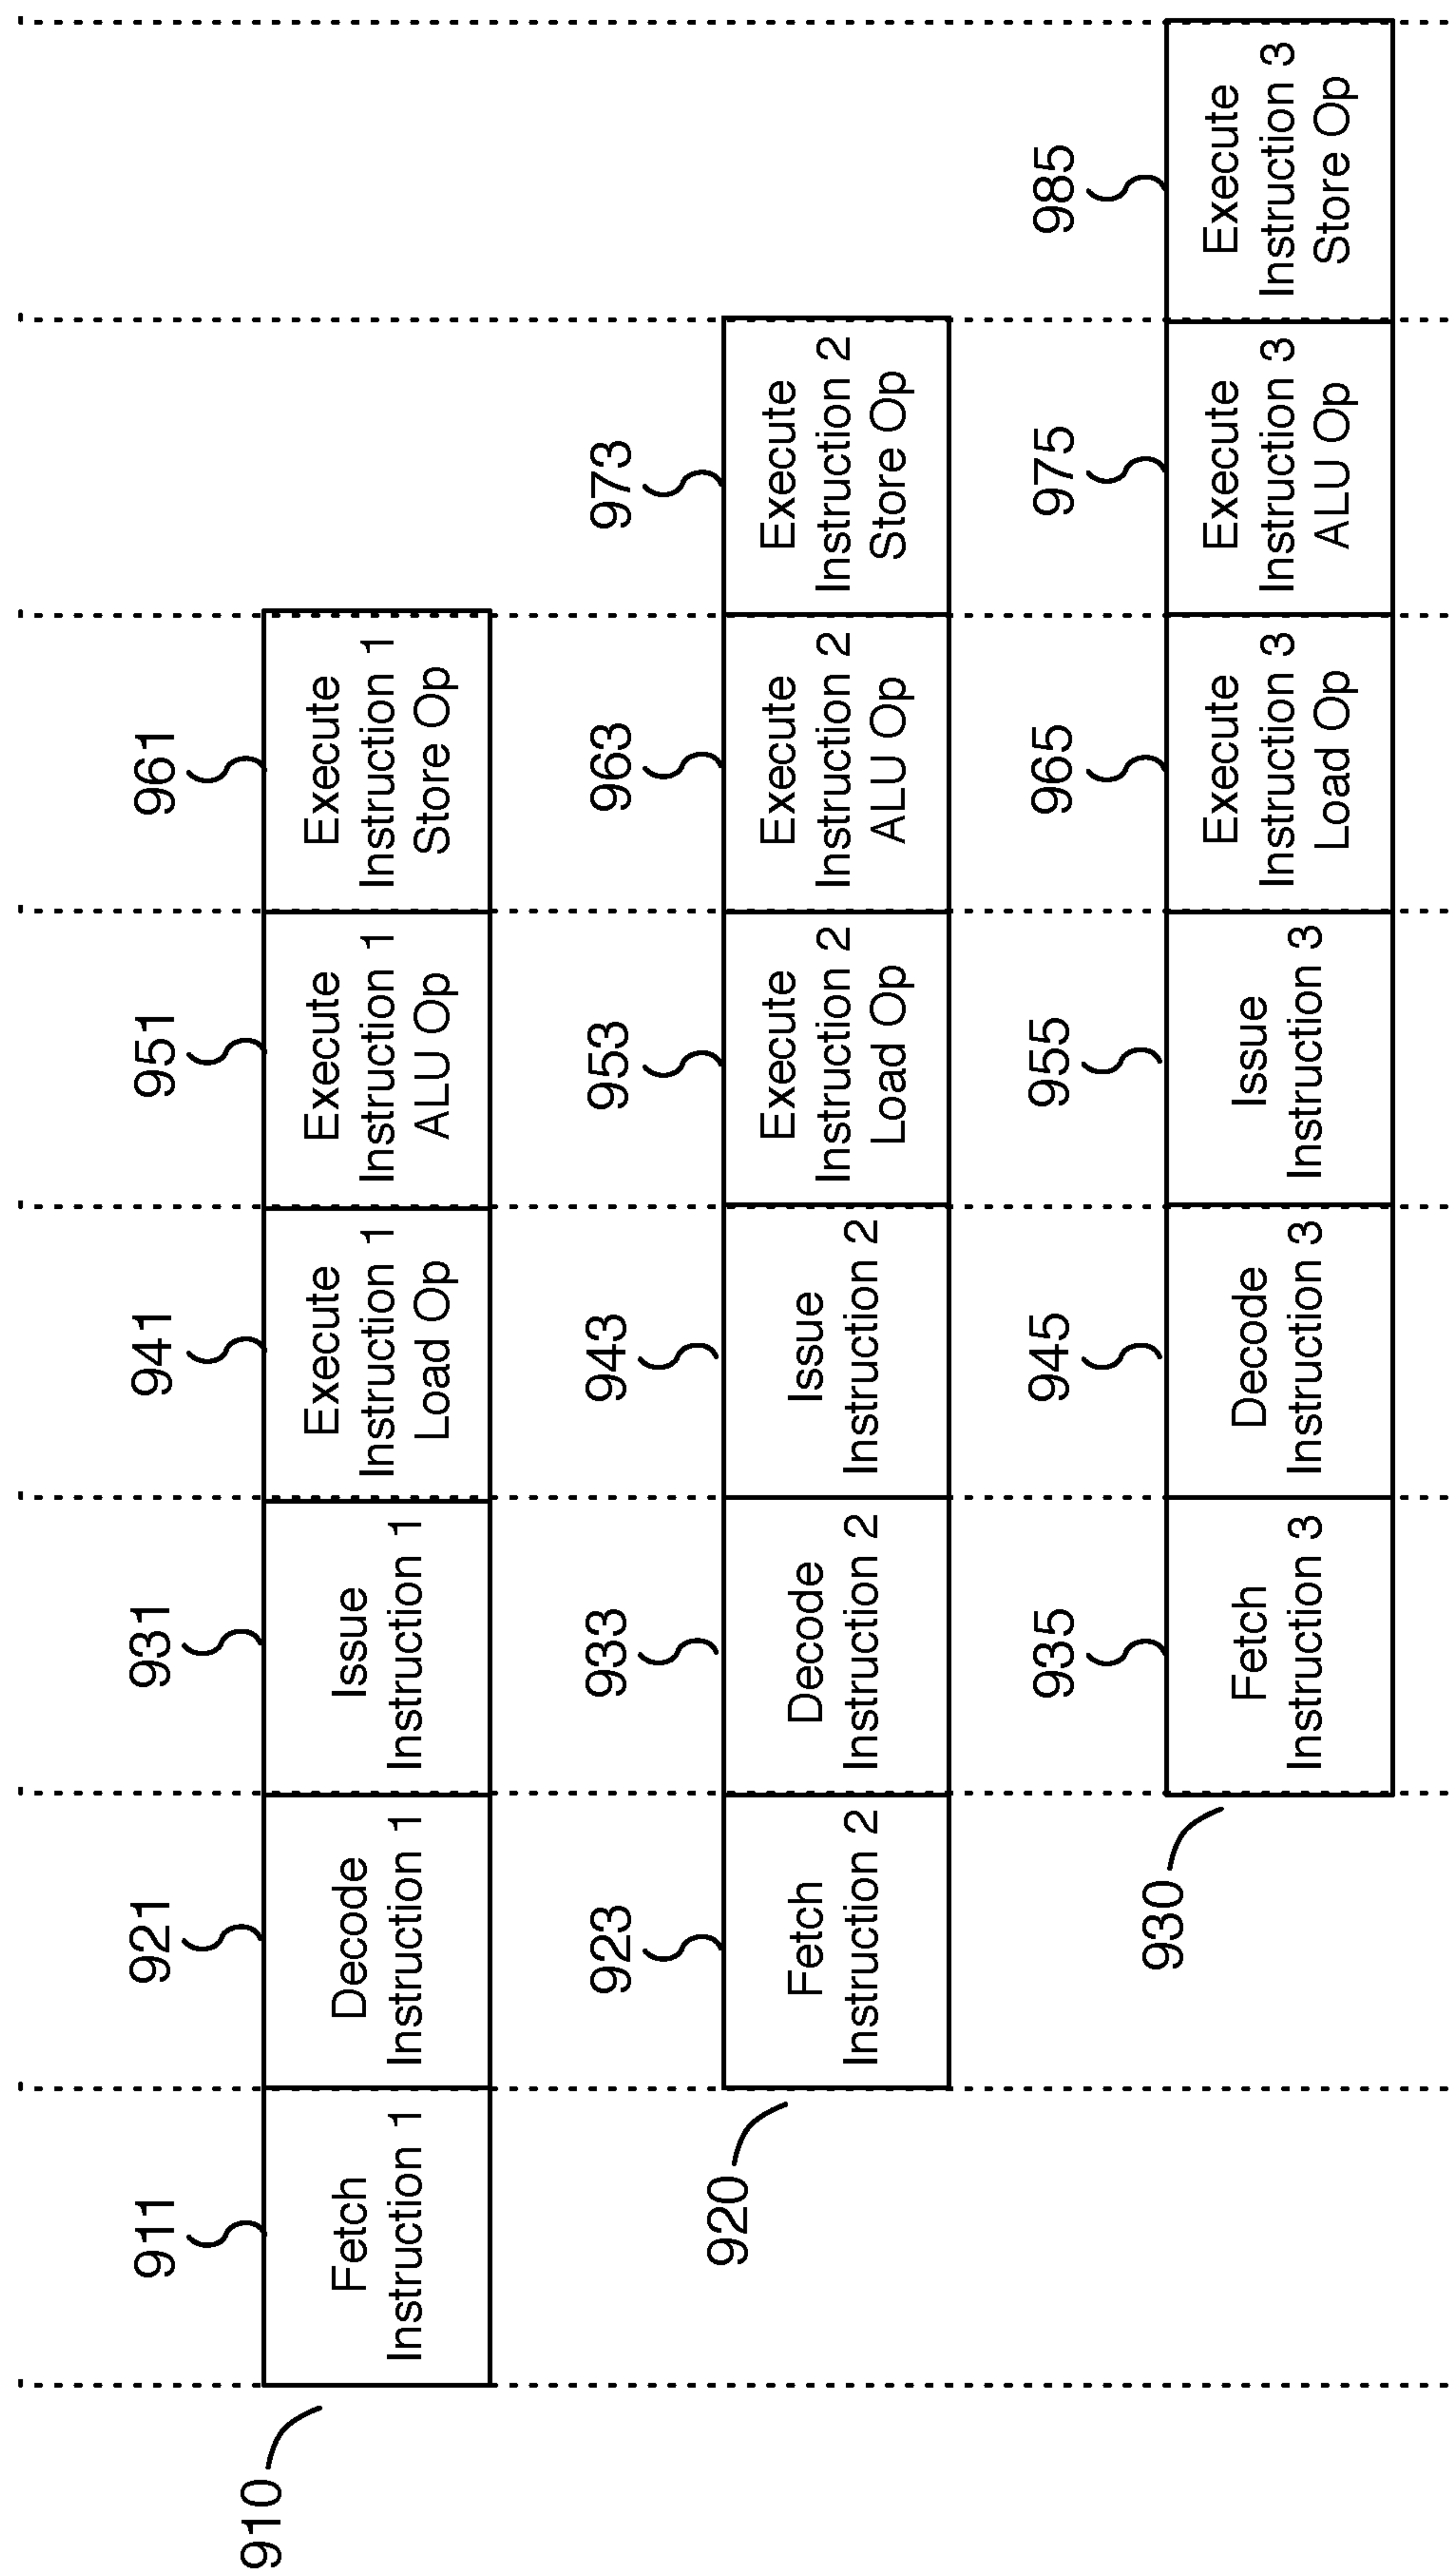 911
921
931
941
951
961
Fetch
Instruction 1
Decode
Instruction 1
Issue
Instruction 1
Execute
Instruction 1
Load Op
Execute
Instruction 1
ALU Op
Execute
Instruction 1
Store Op
910
923
933
943
953
963
973
Fetch
Instruction 2
Decode
Instruction 2
Issue
Instruction 2
Execute
Instruction 2
Load Op
Execute
Instruction 2
ALU Op
Execute
Instruction 2
Store Op
920
935
945
955
965
975
985
Fetch
Instruction 3
Decode
Instruction 3
Issue
Instruction 3
Execute
Instruction 3
Load Op
Execute
Instruction 3
ALU Op
Execute
Instruction 3
Store Op
930